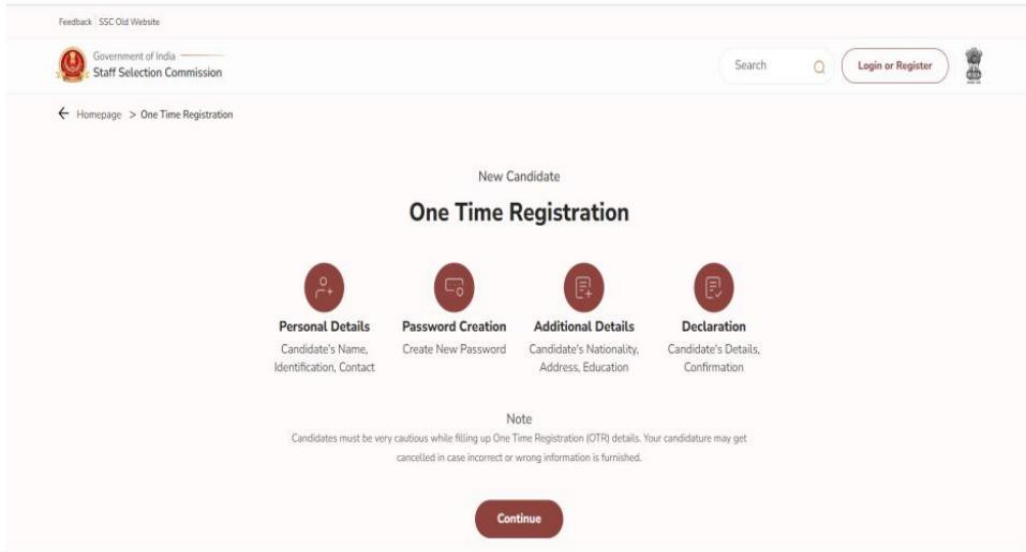 Feedback SSC Old Website
Government of India
Staff Selection Commission
Search
Login or Register
Homepage > One Time Registration
New Candidate
One Time Registration
Personal Details
Candidate's Name,
Identification, Contact
Password Creation
Create New Password
Additional Details
Candidate's Nationality,
Address, Education
Declaration
Candidate's Details,
Confirmation
Note
Candidates must be very cautious while filling up One Time Registration (OTR) details. Your candidature may get
cancelled in case incorrect or wrong information is furnished.
Continue